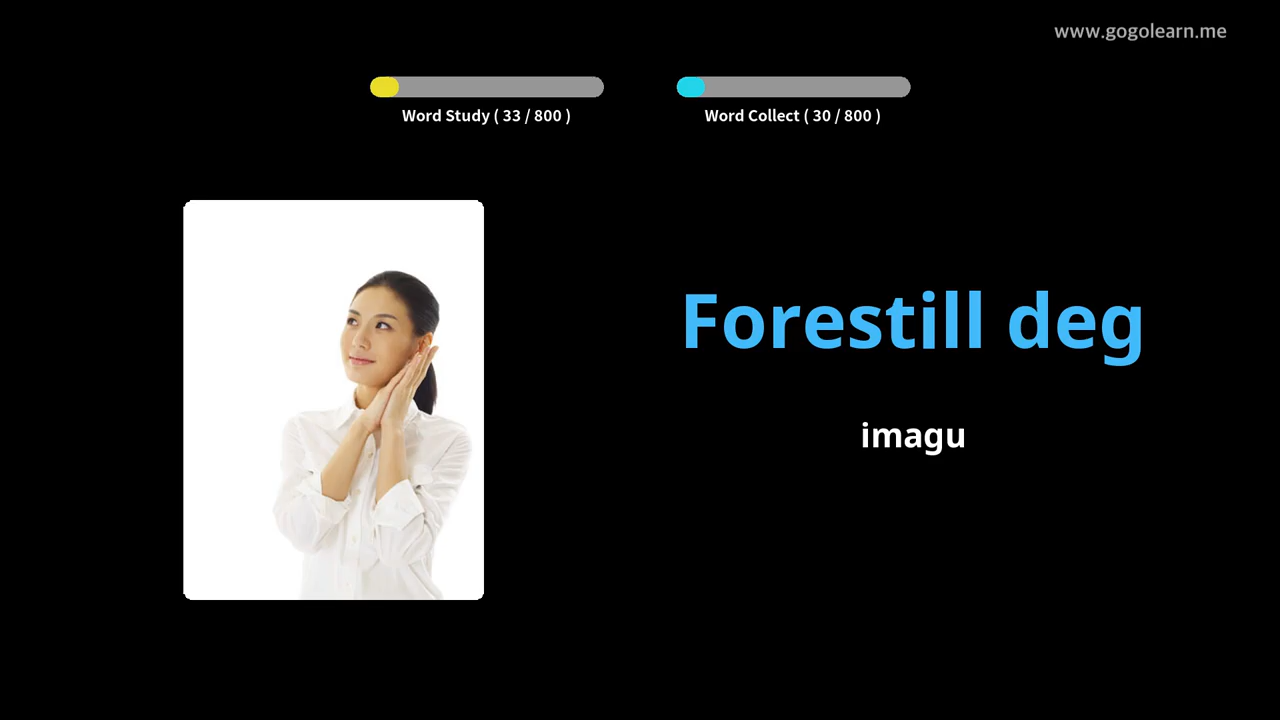 www.gogolearn.me
Word Study ( 33 / 800 )
Word Collect ( 30 / 800 )
Forestill deg
imagu